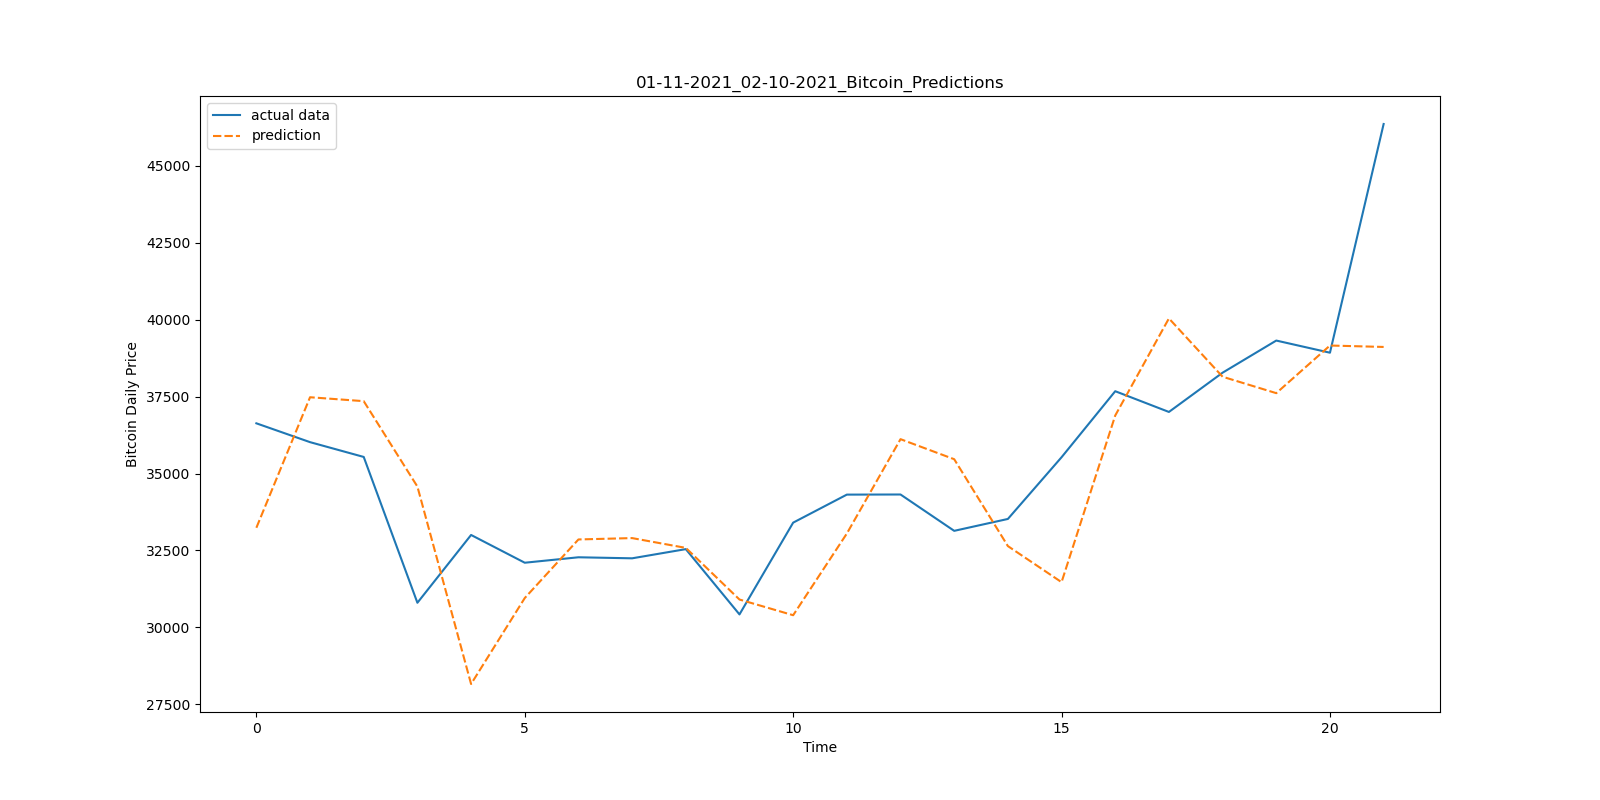 01-11-2021_02-10-2021_Bitcoin_Predictions
actual data
prediction
45000
42500
40000
37500
35000
32500
30000
27500
Bitcoin Daily Price
0 5 10 15 20
Time